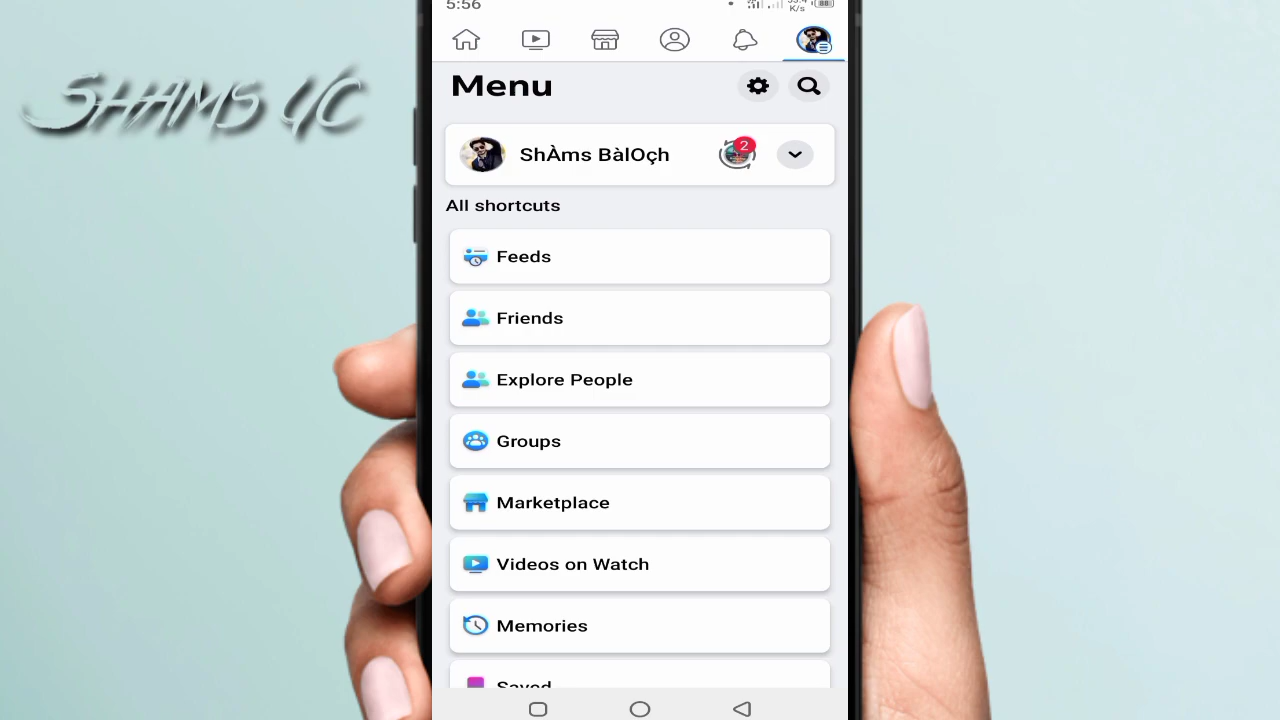 5:56
K/s
SHAMS YC
Menu
ShÀms BàlOçh
2
All shortcuts
Feeds
Friends
Explore People
Groups
Marketplace
Videos on Watch
Memories
Saved